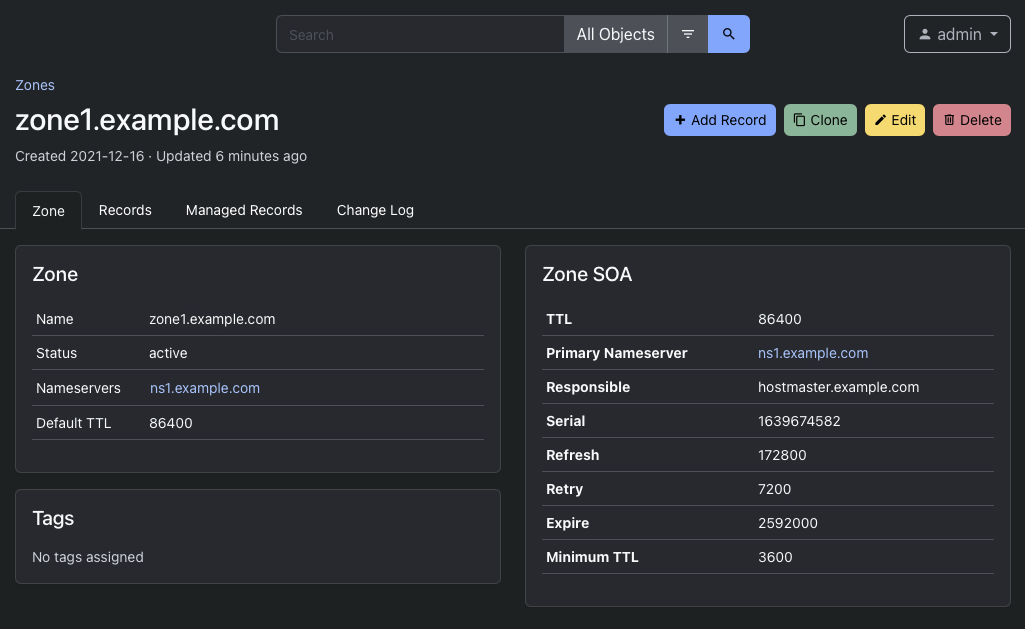 Search All Objects admin
Zones
zone1.example.com
Add Record Clone Edit Delete
Created 2021-12-16 · Updated 6 minutes ago
Zone Records Managed Records Change Log
Zone
Name zone1.example.com
Status active
Nameservers ns1.example.com
Default TTL 86400
Tags
No tags assigned
Zone SOA
TTL 86400
Primary Nameserver ns1.example.com
Responsible hostmaster.example.com
Serial 1639674582
Refresh 172800
Retry 7200
Expire 2592000
Minimum TTL 3600